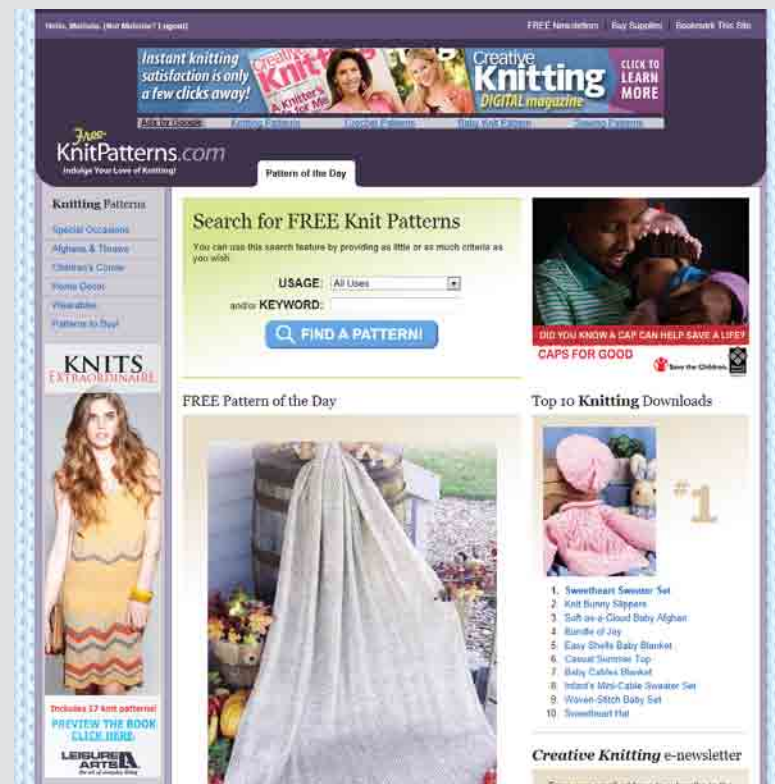 Hello, Melinda. (Not Melinda? Logout)
FREE Newsletters | Buy Supplies | Bookmark This Site
Instant knitting
satisfaction is only
a few clicks away!
Creative
Knitting
DIGITAL magazine
CLICK TO
LEARN
MORE
Ads by Google
Knitting Patterns
Crochet Patterns
Baby Knit Pattern
Sewing Patterns
Free-
KnitPatterns.com
Indulge Your Love of Knitting!
Pattern of the Day
Knitting Patterns
Special Occasions
Afghans & Throws
Children's Corner
Home Decor
Wearables
Patterns to Buy!
KNITS
EXTRAORDINAIRE
Includes 17 knit patterns!
PREVIEW THE BOOK
CLICK HERE
LEISURE
ARTS
the art of everyday living
Search for FREE Knit Patterns
You can use this search feature by providing as little or as much criteria as
you wish
USAGE: All Uses
and/or KEYWORD:
FIND A PATTERN!
FREE Pattern of the Day
DID YOU KNOW A CAP CAN HELP SAVE A LIFE?
CAPS FOR GOOD
Save the Children.
Top 10 Knitting Downloads
#1
1. Sweetheart Sweater Set
2. Knit Bunny Slippers
3. Soft-as-a-Cloud Baby Afghan
4. Bundle of Joy
5. Easy Shells Baby Blanket
6. Casual Summer Top
7. Baby Cables Blanket
8. Infant's Mini-Cable Sweater Set
9. Woven-Stitch Baby Set
10. Sweetheart Hat
Creative Knitting e-newsletter